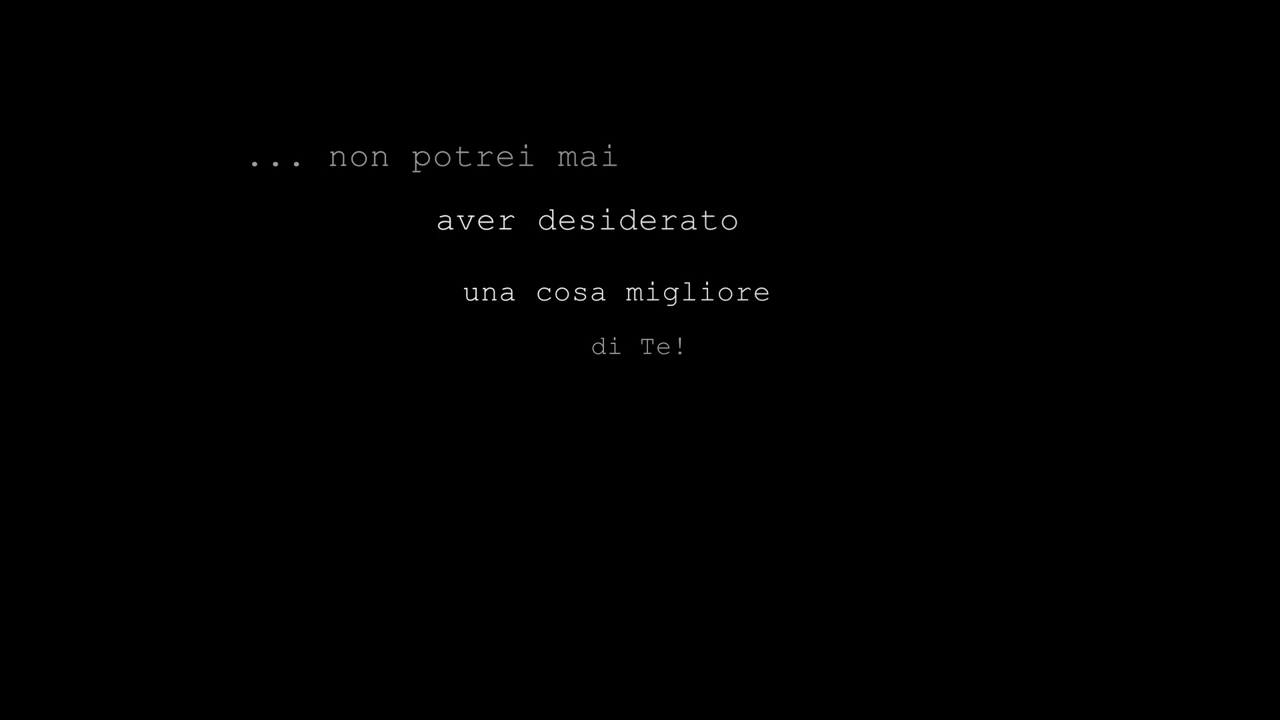 ... non potrei mai
aver desiderato
una cosa migliore
di Te!